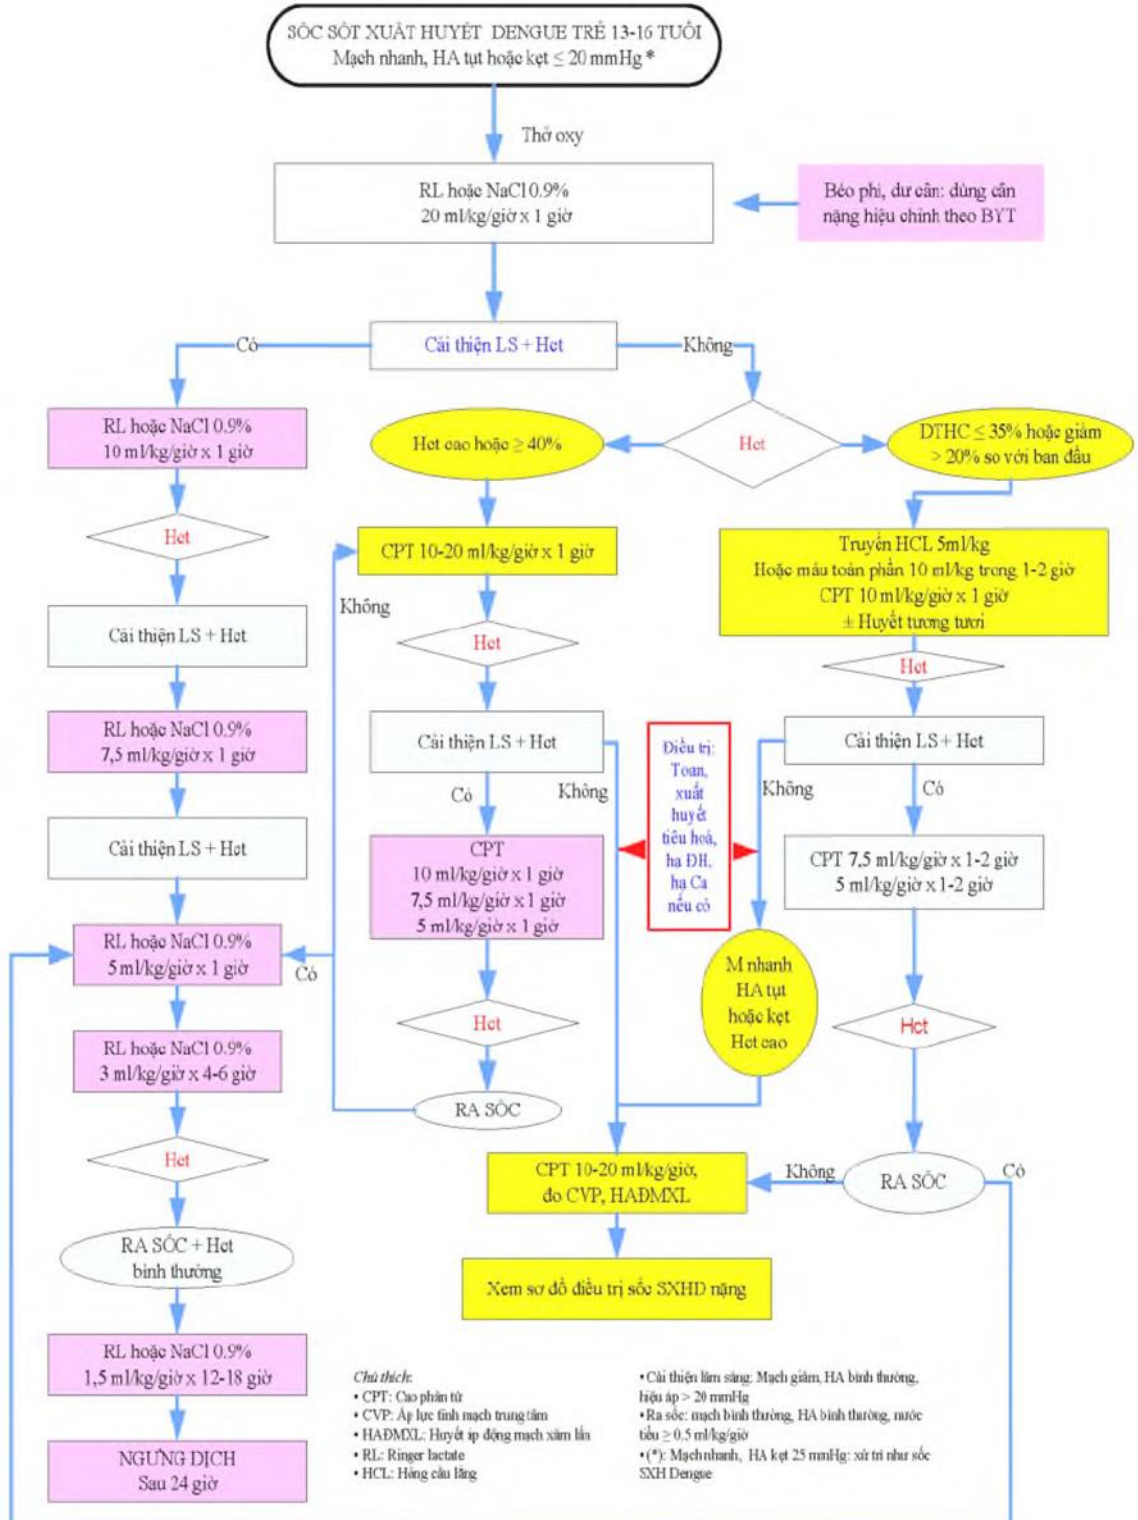 SỐC SỐT XUẤT HUYẾT DENGUE TRẺ 13-16 TUỔI
Mạch nhanh, HA tụt hoặc kẹt ≤ 20 mmHg *
Thở oxy
RL hoặc NaCl 0.9%
20 ml/kg/giờ x 1 giờ
Béo phì, dư cân: dùng cân
nặng hiệu chỉnh theo BYT
Cải thiện LS + Hct
Có
Không
RL hoặc NaCl 0.9%
10 ml/kg/giờ x 1 giờ
Hct cao hoặc ≥ 40%
Hct
DTHC ≤ 35% hoặc giảm
> 20% so với ban đầu
Hct
CPT 10-20 ml/kg/giờ x 1 giờ
Truyền HCL 5ml/kg
Hoặc máu toàn phần 10 ml/kg trong 1-2 giờ
CPT 10 ml/kg/giờ x 1 giờ
± Huyết tương tươi
Không
Cải thiện LS + Hct
Hct
Hct
RL hoặc NaCl 0.9%
7,5 ml/kg/giờ x 1 giờ
Cải thiện LS + Hct
Điều trị:
Toan,
xuất
huyết
tiêu hoá,
hạ ĐH,
hạ Ca
nếu có
Cải thiện LS + Hct
Có
Không
Không
Có
Cải thiện LS + Hct
CPT
10 ml/kg/giờ x 1 giờ
7,5 ml/kg/giờ x 1 giờ
5 ml/kg/giờ x 1 giờ
CPT 7,5 ml/kg/giờ x 1-2 giờ
5 ml/kg/giờ x 1-2 giờ
RL hoặc NaCl 0.9%
5 ml/kg/giờ x 1 giờ
Có
M nhanh
HA tụt
hoặc kẹt
Hct cao
Hct
Hct
RL hoặc NaCl 0.9%
3 ml/kg/giờ x 4-6 giờ
RA SỐC
Hct
CPT 10-20 ml/kg/giờ,
đo CVP, HAĐMXL
Không
RA SỐC
Có
RA SỐC + Hct
bình thường
Xem sơ đồ điều trị sốc SXHD nặng
RL hoặc NaCl 0.9%
1,5 ml/kg/giờ x 12-18 giờ
NGƯNG DỊCH
Sau 24 giờ
Chú thích:
• CPT: Cao phân tử
• CVP: Áp lực tĩnh mạch trung tâm
• HAĐMXL: Huyết áp động mạch xâm lấn
• RL: Ringer lactate
• HCL: Hồng cầu lắng
• Cải thiện lâm sàng: Mạch giảm, HA bình thường,
hiệu áp > 20 mmHg
• Ra sốc: mạch bình thường, HA bình thường, nước
tiểu ≥ 0.5 ml/kg/giờ
• (*): Mạch nhanh, HA kẹt 25 mmHg: xử trí như sốc
SXH Dengue